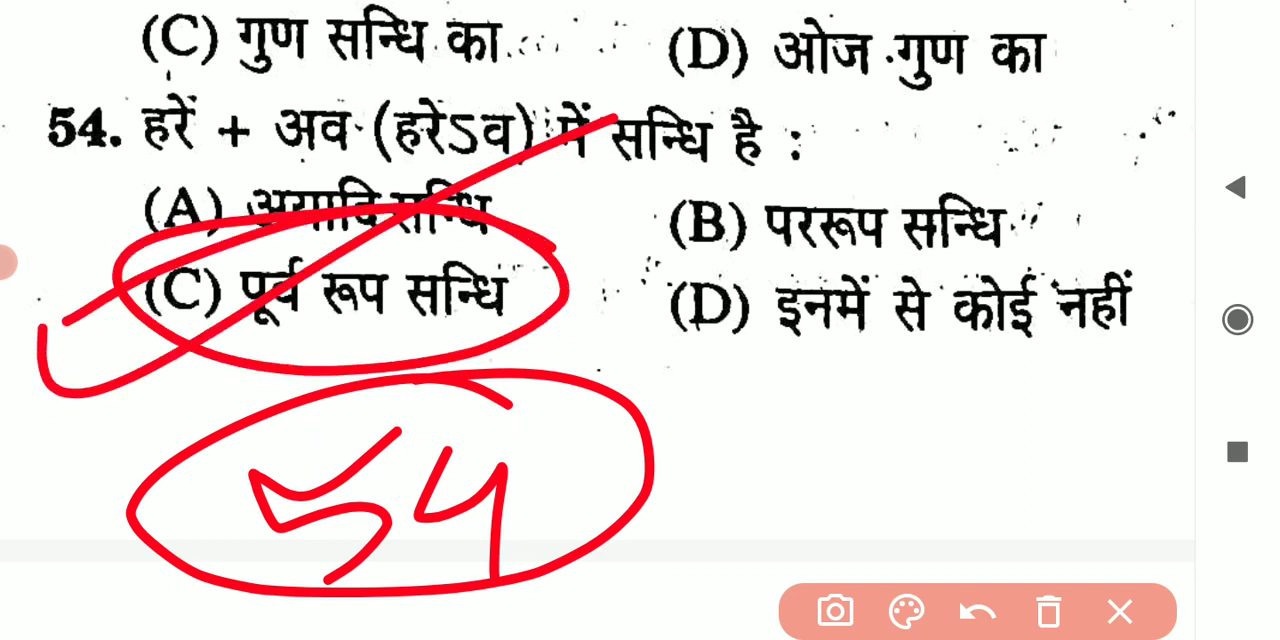 (C) गुण सन्धि का (D) ओज गुण का
54. हरें + अव (हरेऽव) में सन्धि है :
(A) अयादि सन्धि (B) पररूप सन्धि
(C) पूर्व रूप सन्धि (D) इनमें से कोई नहीं
54